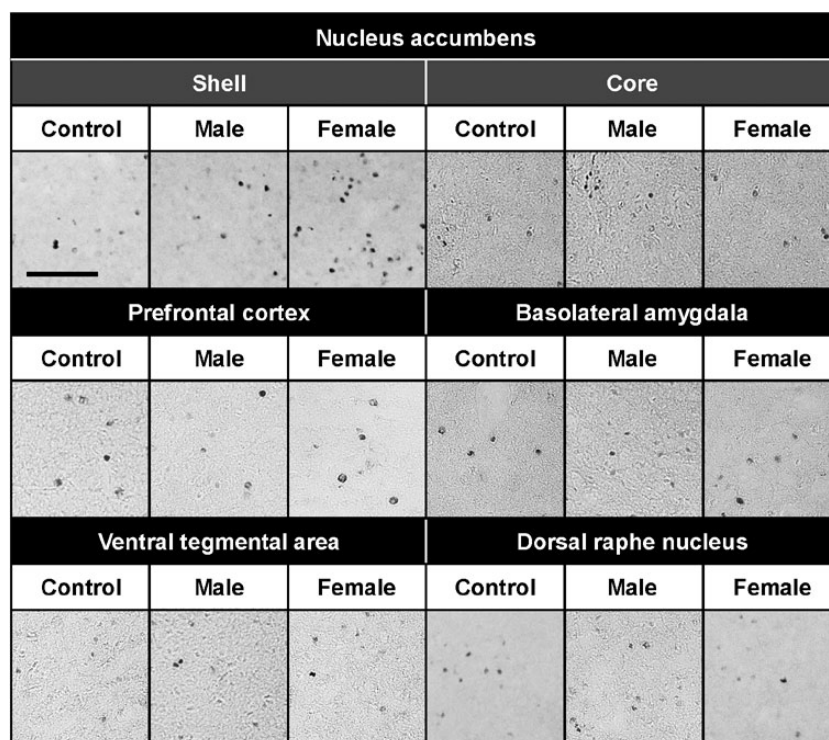 Nucleus accumbens
Shell Core
Control Male Female Control Male Female
Prefrontal cortex Basolateral amygdala
Control Male Female Control Male Female
Ventral tegmental area Dorsal raphe nucleus
Control Male Female Control Male Female